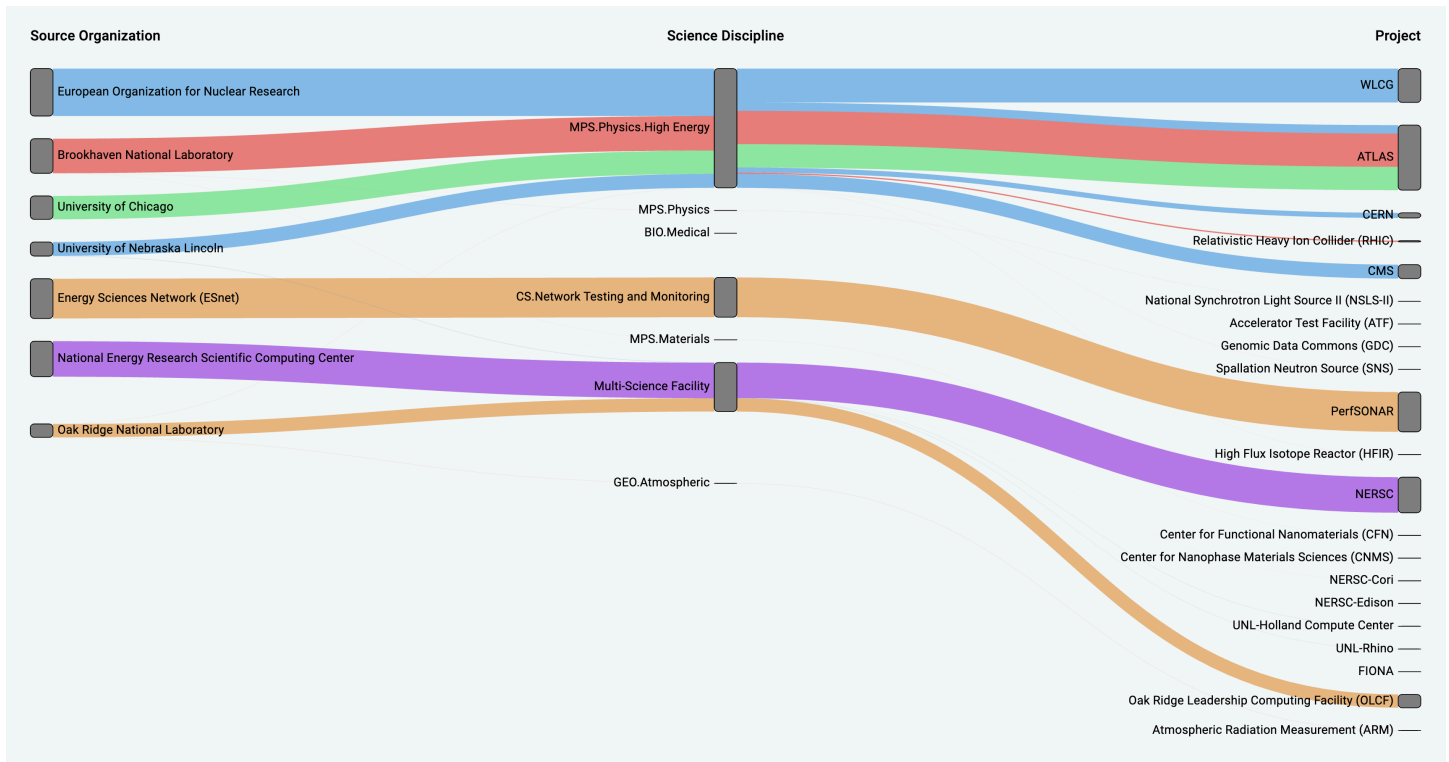 Source Organization
Science Discipline
Project
European Organization for Nuclear Research
Brookhaven National Laboratory
University of Chicago
University of Nebraska Lincoln
Energy Sciences Network (ESnet)
National Energy Research Scientific Computing Center
Oak Ridge National Laboratory
MPS.Physics.High Energy
MPS.Physics
BIO.Medical
CS.Network Testing and Monitoring
MPS.Materials
Multi-Science Facility
GEO.Atmospheric
WLCG
ATLAS
CERN
Relativistic Heavy Ion Collider (RHIC)
CMS
National Synchrotron Light Source II (NSLS-II)
Accelerator Test Facility (ATF)
Genomic Data Commons (GDC)
Spallation Neutron Source (SNS)
PerfSONAR
High Flux Isotope Reactor (HFIR)
NERSC
Center for Functional Nanomaterials (CFN)
Center for Nanophase Materials Sciences (CNMS)
NERSC-Cori
NERSC-Edison
UNL-Holland Compute Center
UNL-Rhino
FIONA
Oak Ridge Leadership Computing Facility (OLCF)
Atmospheric Radiation Measurement (ARM)